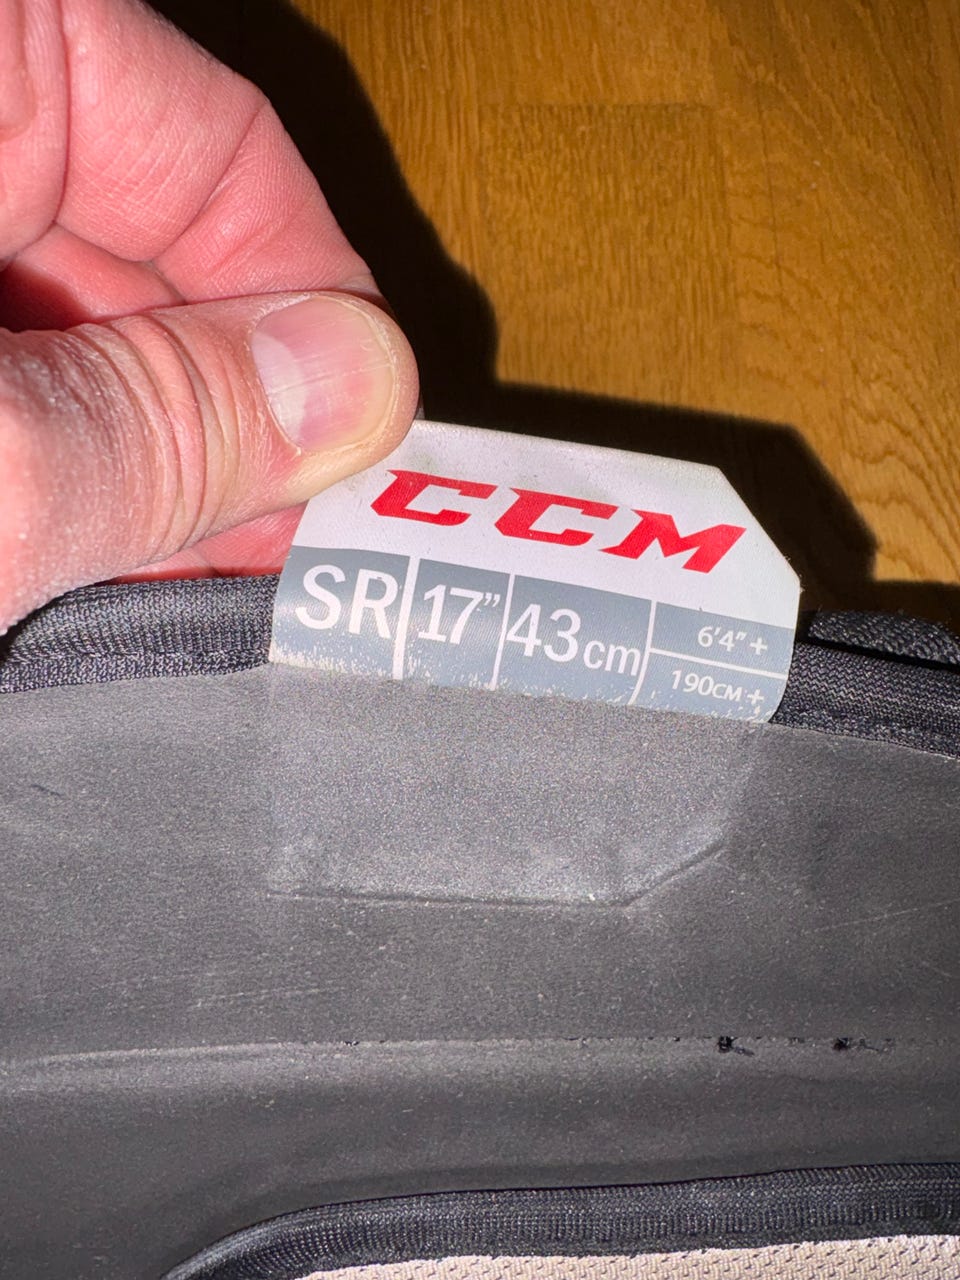 CCM
SR 17” 43cm 6'4”+
190CM+